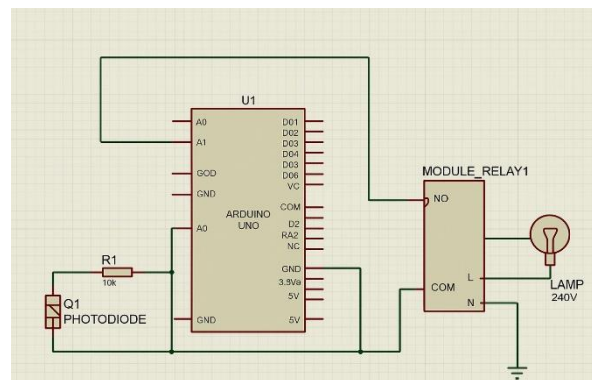 U1
A0
A1
GOD
GND
A0
GND
ARDUINO
UNO
D01
D02
D03
D04
D03
D06
VC
COM
D2
RA2
NC
GND
3.8Va
5V
5V
R1
10k
Q1
PHOTODIODE
MODULE_RELAY1
NO
COM
L
N
LAMP
240V